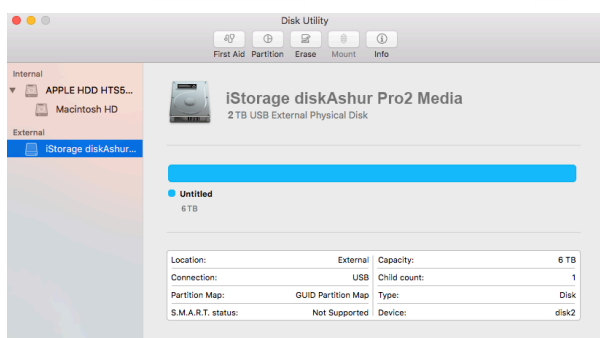 Disk Utility
First Aid Partition Erase Mount Info
Internal
APPLE HDD HTS5...
Macintosh HD
External
iStorage diskAshur...
iStorage diskAshur Pro2 Media
2 TB USB External Physical Disk
Untitled
6 TB
Location: External Capacity: 6 TB
Connection: USB Child count: 1
Partition Map: GUID Partition Map Type: Disk
S.M.A.R.T. status: Not Supported Device: disk2